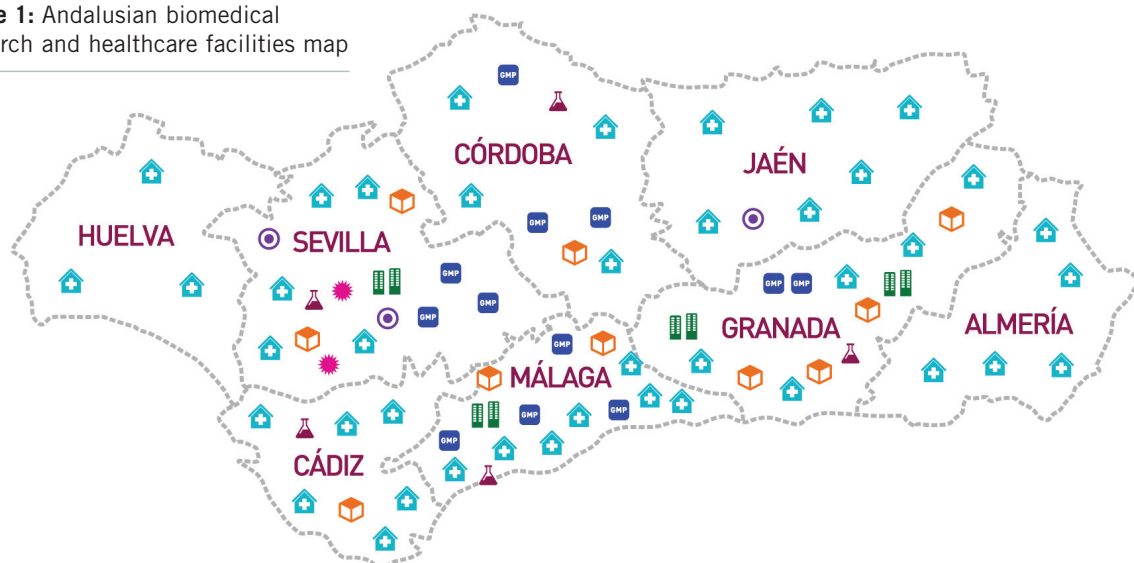 e 1: Andalusian biomedical
rch and healthcare facilities map
GMP
CÓRDOBA
JAÉN
HUELVA
SEVILLA
GMP
GMP
GMP
GMP
GMP
GMP
GMP
GRANADA
ALMERÍA
GMP
MÁLAGA
GMP
GMP
GMP
CÁDIZ